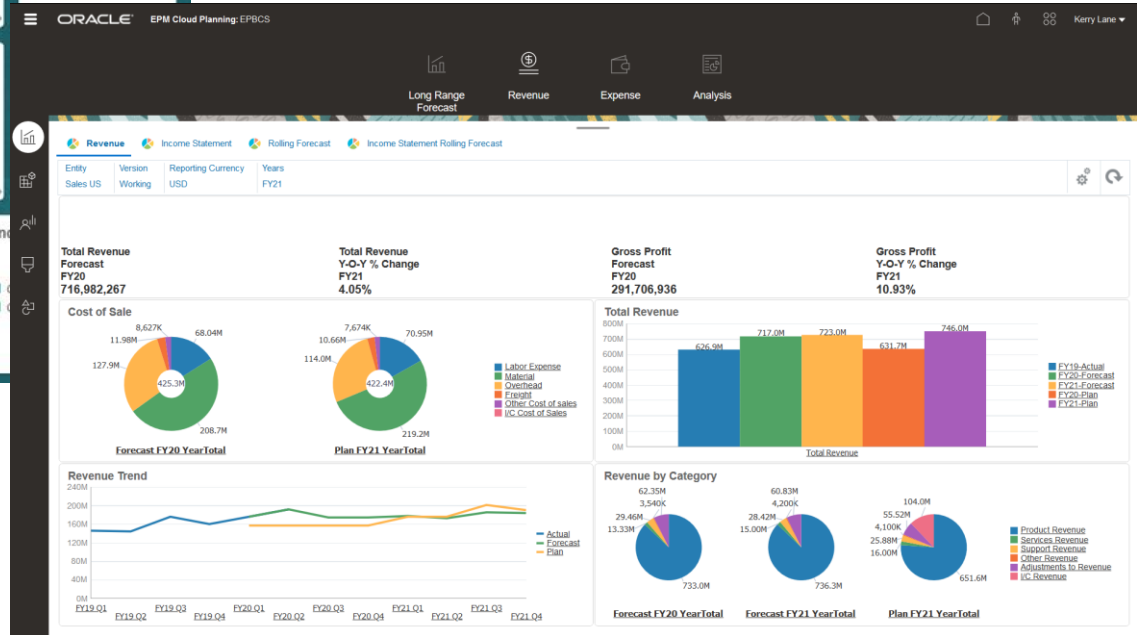 ORACLE EPM Cloud Planning: EPBCS
Kerry Lane
Long Range
Forecast
Revenue
Expense
Analysis
Revenue
Income Statement
Rolling Forecast
Income Statement Rolling Forecast
Entity
Version
Reporting Currency
Years
Sales US
Working
USD
FY21
Total Revenue
Forecast
FY20
716,982,267
Total Revenue
Y-O-Y % Change
FY21
4.05%
Gross Profit
Forecast
FY20
291,706,936
Gross Profit
Y-O-Y % Change
FY21
10.93%
Cost of Sale
8,627K
68.04M
11.98M
127.9M
425.3M
208.7M
Forecast FY20 YearTotal
7,674K
70.95M
10.66M
114.0M
422.4M
219.2M
Plan FY21 YearTotal
Labor Expense
Material
Overhead
Freight
Other Cost of sales
I/C Cost of Sales
Total Revenue
800M
700M
600M
500M
400M
300M
200M
100M
0M
626.9M
717.0M
723.0M
631.7M
746.0M
Total Revenue
FY19-Actual
FY20-Forecast
FY21-Forecast
FY20-Plan
FY21-Plan
Revenue Trend
240M
200M
160M
120M
80M
40M
0M
FY19 Q1
FY19 Q2
FY19 Q3
FY19 Q4
FY20 Q1
FY20 Q2
FY20 Q3
FY20 Q4
FY21 Q1
FY21 Q2
FY21 Q3
FY21 Q4
Actual
Forecast
Plan
Revenue by Category
62.35M
3,540K
29.46M
13.33M
733.0M
Forecast FY20 YearTotal
60.83M
4,200K
28.42M
15.00M
736.3M
Forecast FY21 YearTotal
104.0M
55.52M
4,100K
25.88M
16.00M
651.6M
Plan FY21 YearTotal
Product Revenue
Services Revenue
Support Revenue
Other Revenue
Adjustments to Revenue
I/C Revenue